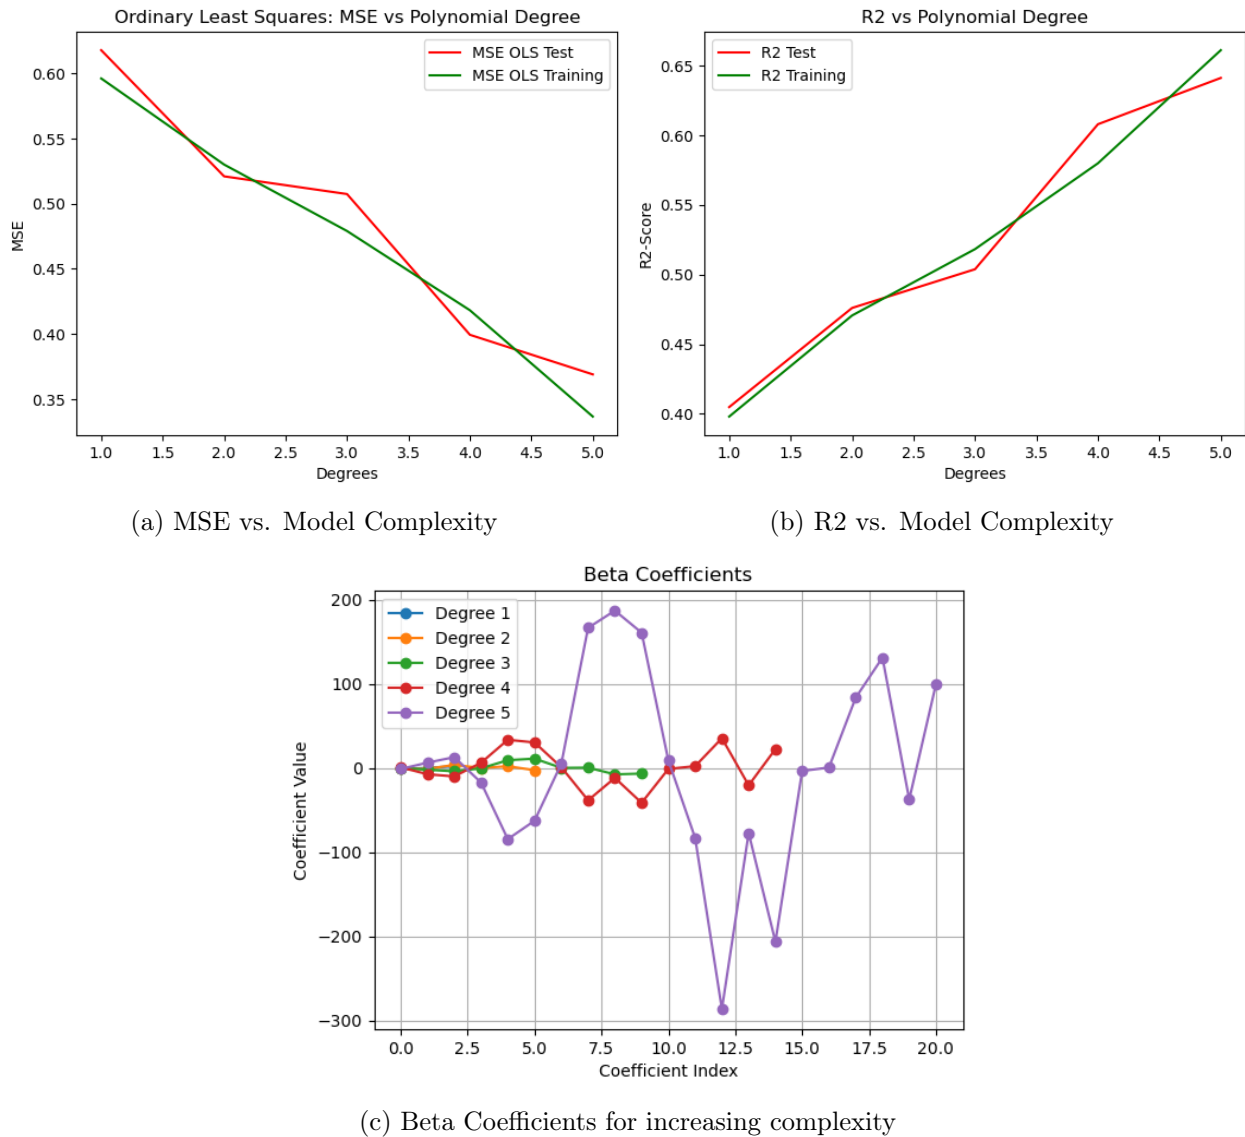 Ordinary Least Squares: MSE vs Polynomial Degree
MSE OLS Test
MSE OLS Training
0.60
0.55
0.50
0.45
0.40
0.35
MSE
1.0 1.5 2.0 2.5 3.0 3.5 4.0 4.5 5.0
Degrees
(a) MSE vs. Model Complexity
R2 vs Polynomial Degree
R2 Test
R2 Training
0.65
0.60
0.55
0.50
0.45
0.40
R2-Score
1.0 1.5 2.0 2.5 3.0 3.5 4.0 4.5 5.0
Degrees
(b) R2 vs. Model Complexity
Beta Coefficients
Degree 1
Degree 2
Degree 3
Degree 4
Degree 5
200
100
0
−100
−200
−300
Coefficient Value
0.0 2.5 5.0 7.5 10.0 12.5 15.0 17.5 20.0
Coefficient Index
(c) Beta Coefficients for increasing complexity